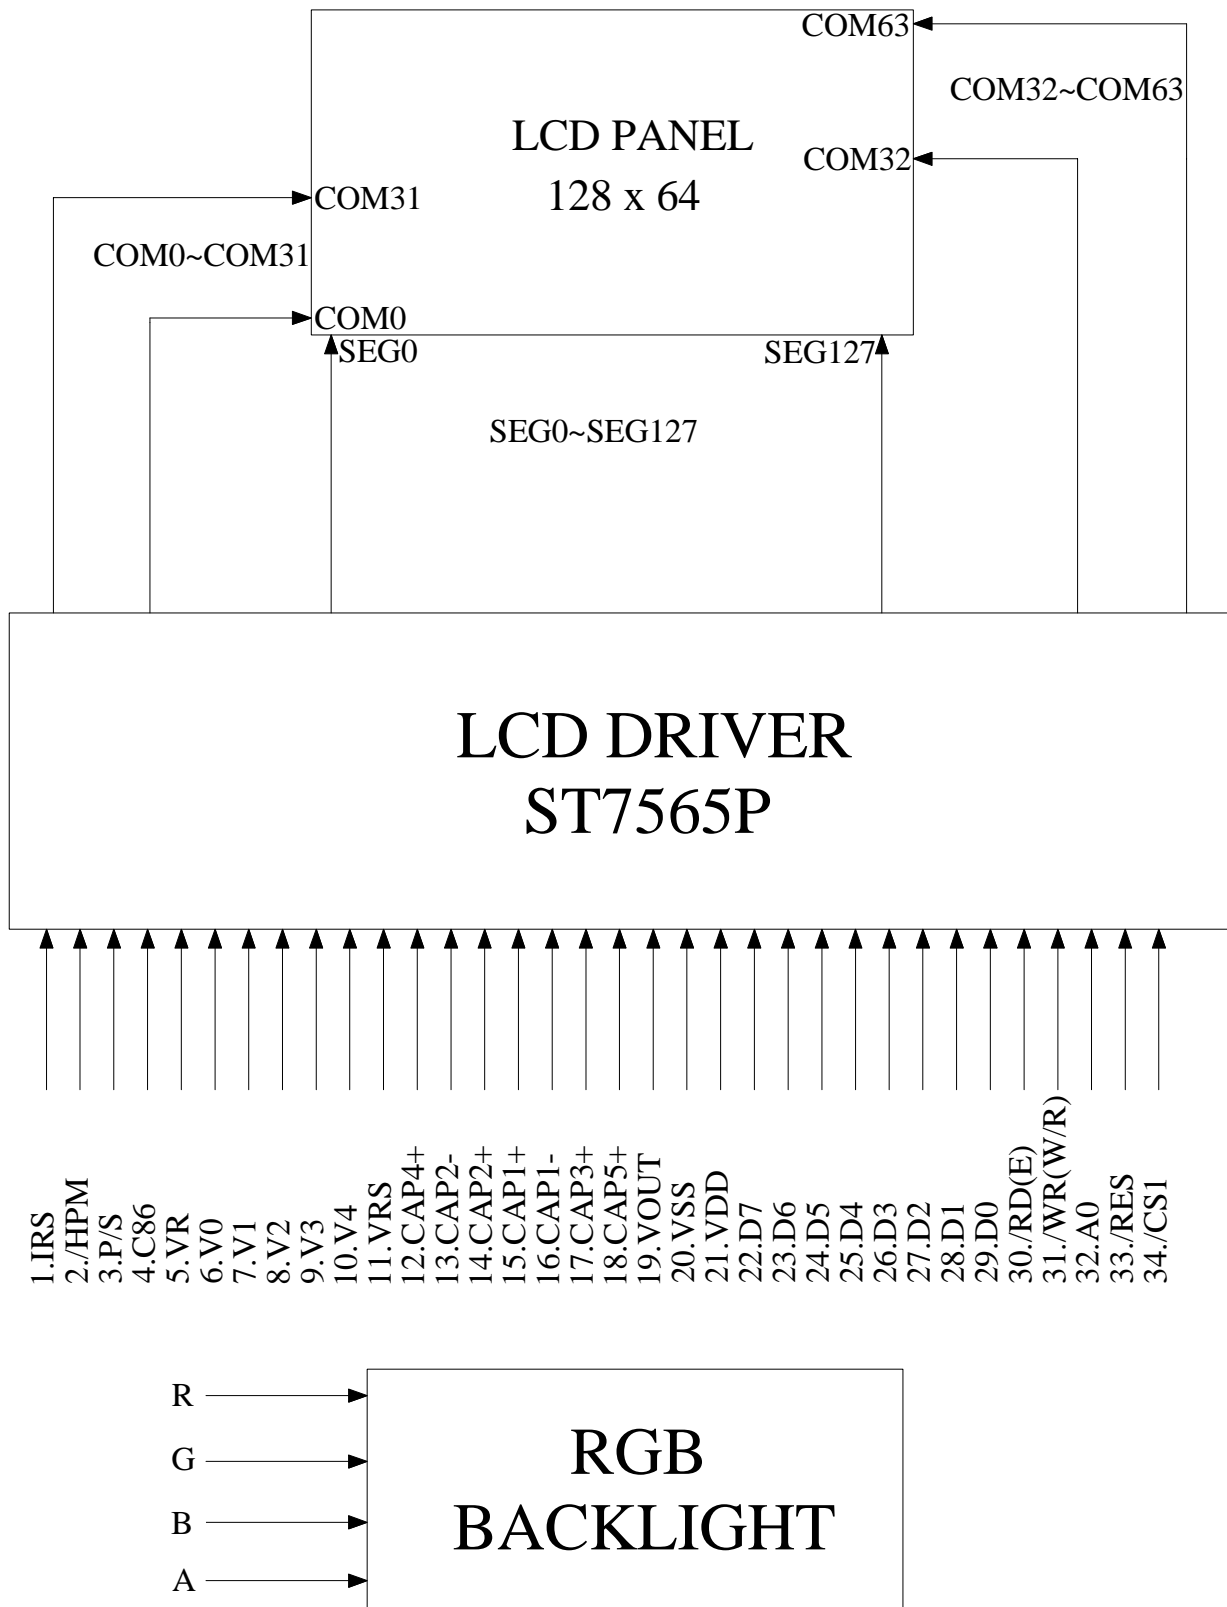 COM63
COM32~COM63
LCD PANEL
COM32
128 x 64
COM31
COM0~COM31
COM0
SEG0
SEG127
SEG0~SEG127
LCD DRIVER
ST7565P
1.IRS
2./HPM
3.P/S
4.C86
5.VR
6.V0
7.V1
8.V2
9.V3
10.V4
11.VRS
12.CAP4+
13.CAP2-
14.CAP2+
15.CAP1+
16.CAP1-
17.CAP3+
18.CAP5+
19.VOUT
20.VSS
21.VDD
22.D7
23.D6
24.D5
25.D4
26.D3
27.D2
28.D1
29.D0
30./RD(E)
31./WR(W/R)
32.A0
33./RES
34./CS1
R
G
B
A
RGB
BACKLIGHT